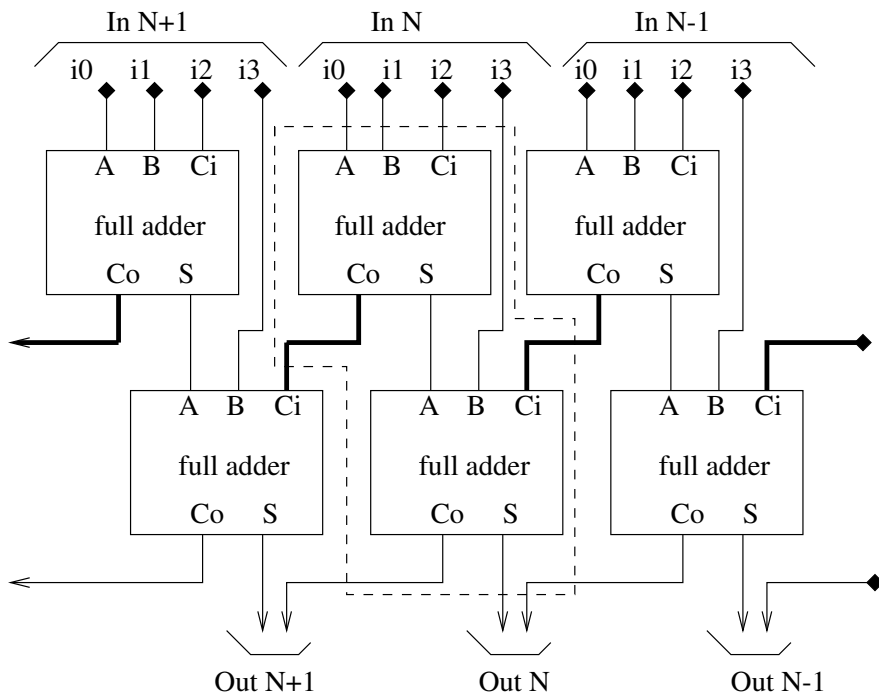 In N+1 In N In N-1
i0 i1 i2 i3 i0 i1 i2 i3 i0 i1 i2 i3
A B Ci A B Ci A B Ci
full adder full adder full adder
Co S Co S Co S
A B Ci A B Ci A B Ci
full adder full adder full adder
Co S Co S Co S
Out N+1 Out N Out N-1